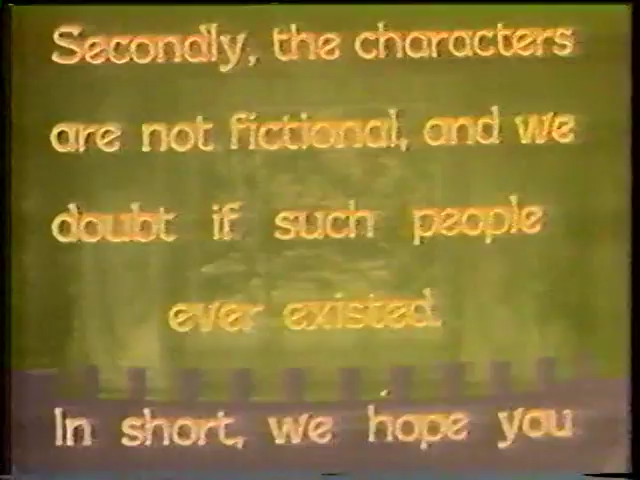 Secondly, the characters
are not fictional, and we
doubt if such people
ever existed.
In short, we hope you